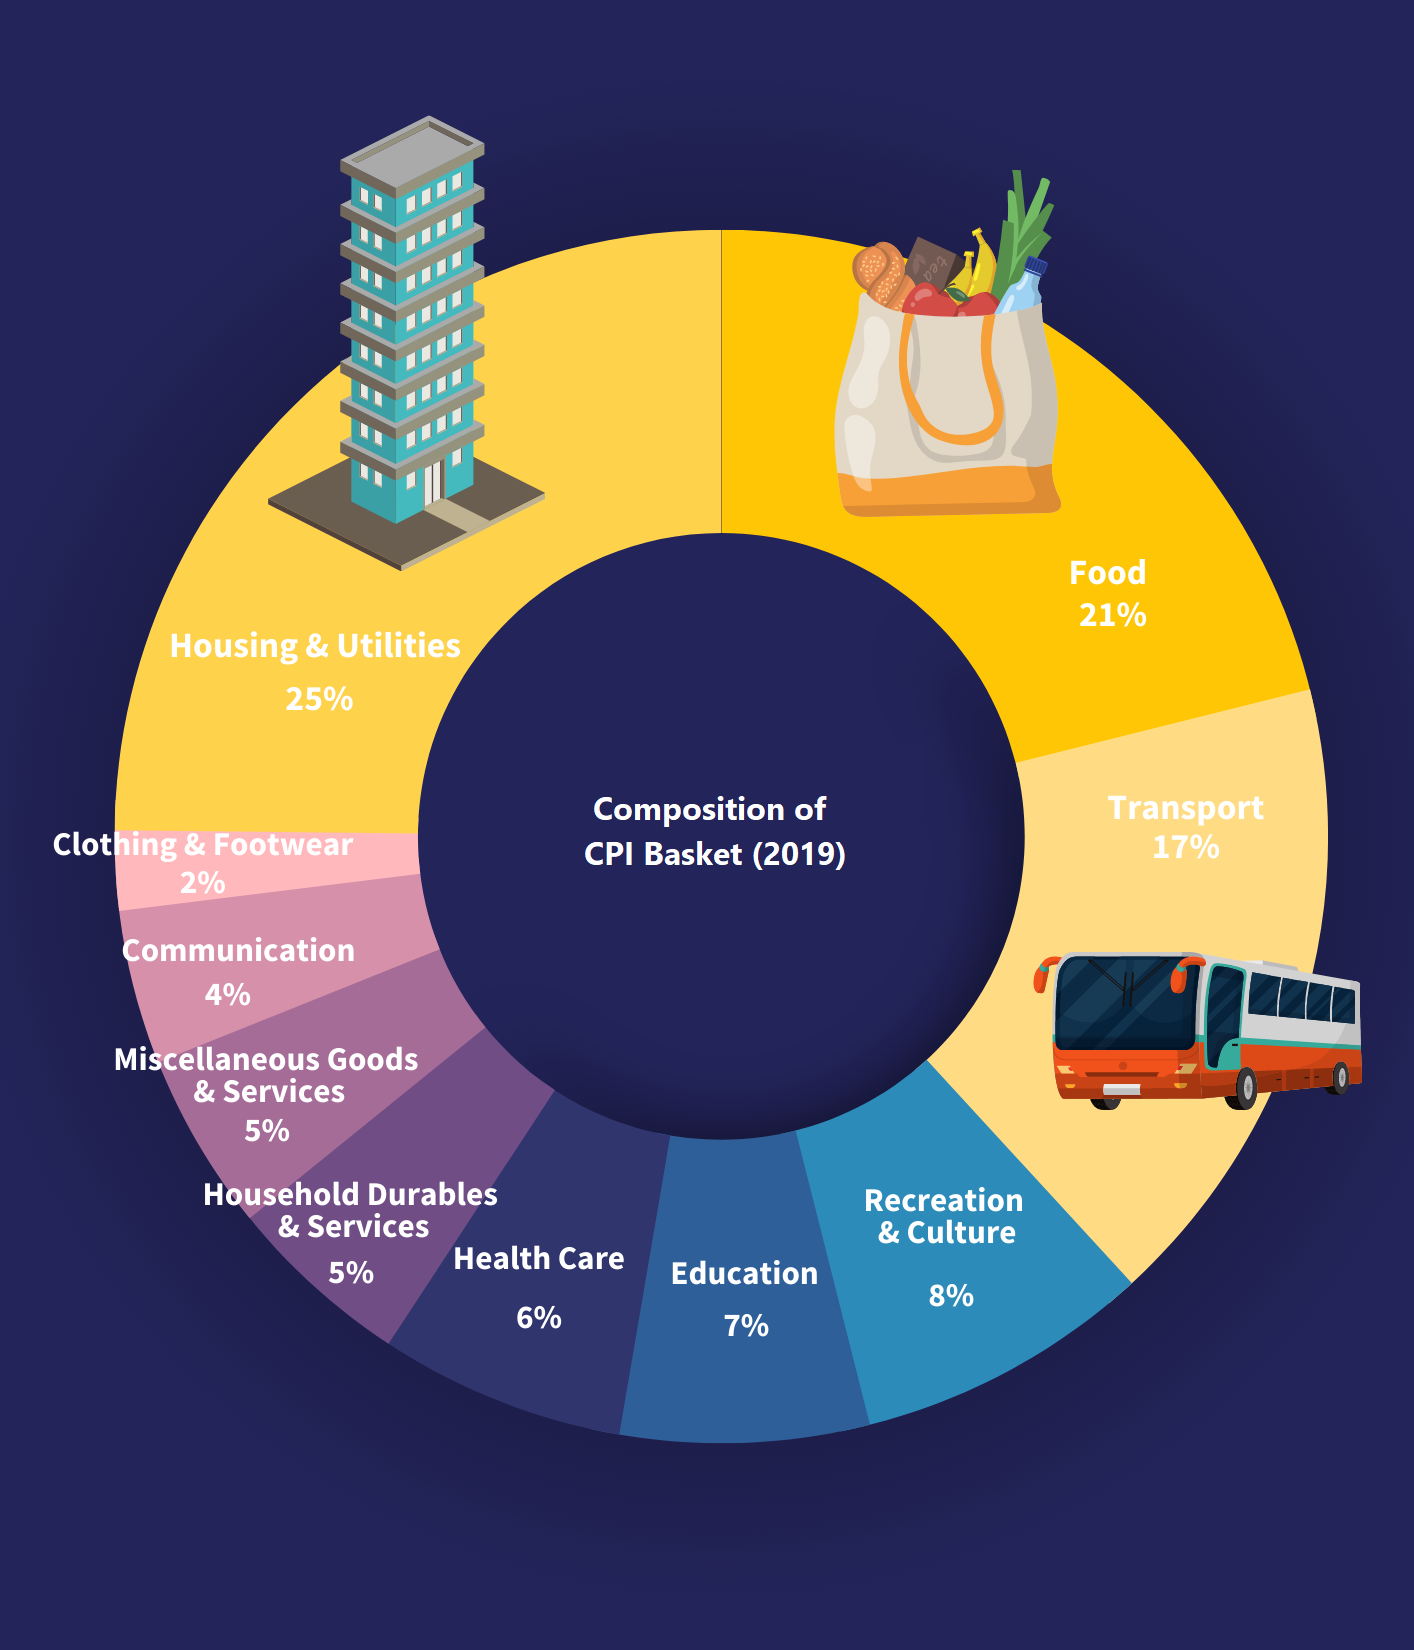 tea
Food
21%
Housing & Utilities
25%
Transport
17%
Composition of
CPI Basket (2019)
Clothing & Footwear
2%
Communication
4%
Miscellaneous Goods
& Services
5%
Household Durables
& Services
5%
Health Care
6%
Education
7%
Recreation
& Culture
8%